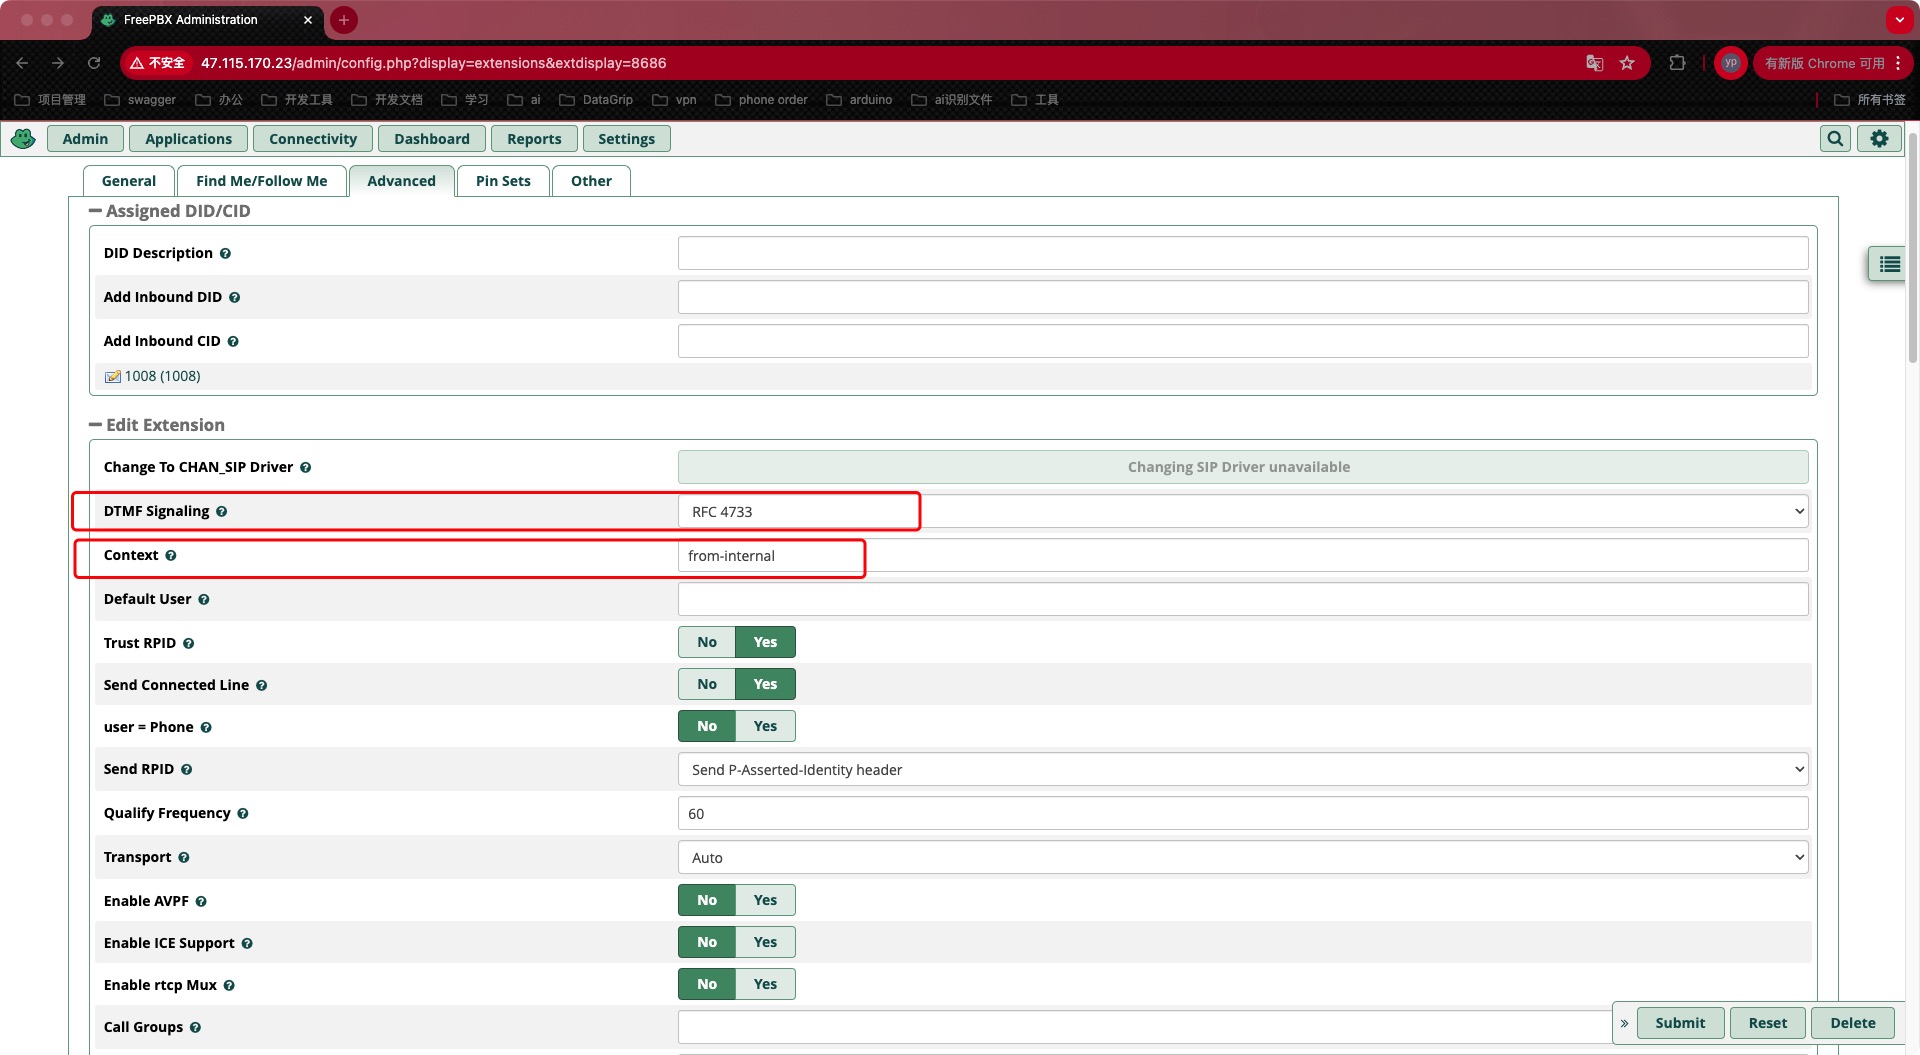 FreePBX Administration
不安全
47.115.170.23/admin/config.php?display=extensions&extdisplay=8686
yp
有新版 Chrome 可用
项目管理 swagger 办公 开发工具 开发文档 学习 ai DataGrip vpn phone order arduino ai识别文件 工具 所有书签
Admin Applications Connectivity Dashboard Reports Settings
General Find Me/Follow Me Advanced Pin Sets Other
Assigned DID/CID
DID Description
Add Inbound DID
Add Inbound CID
1008 (1008)
Edit Extension
Change To CHAN_SIP Driver Changing SIP Driver unavailable
DTMF Signaling RFC 4733
Context from-internal
Default User
Trust RPID No Yes
Send Connected Line No Yes
user = Phone No Yes
Send RPID Send P-Asserted-Identity header
Qualify Frequency 60
Transport Auto
Enable AVPF No Yes
Enable ICE Support No Yes
Enable rtcp Mux No Yes
Call Groups
» Submit Reset Delete